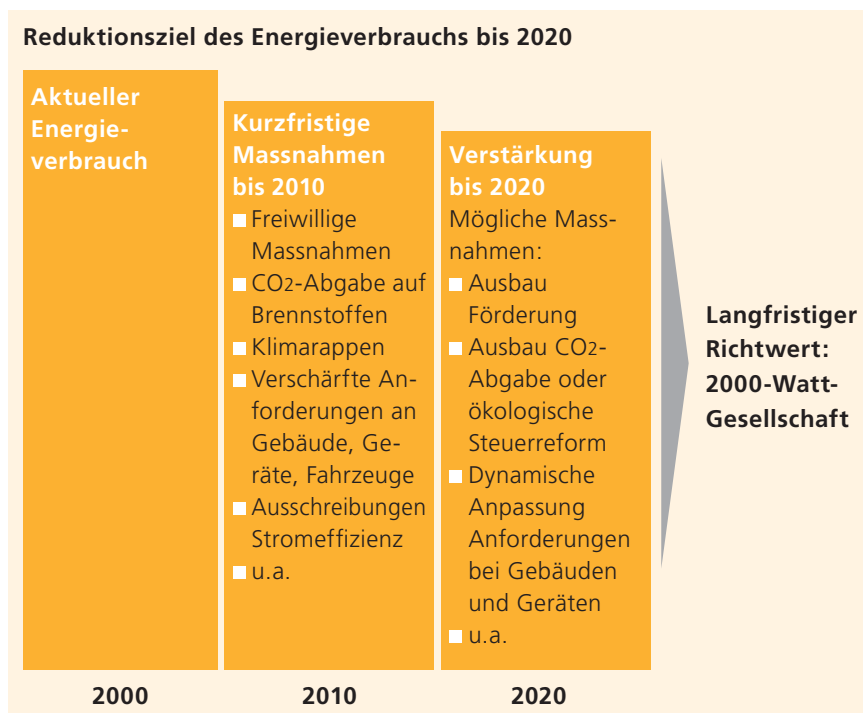 Reduktionsziel des Energieverbrauchs bis 2020
Aktueller
Energie-
verbrauch
Kurzfristige
Massnahmen
bis 2010
Freiwillige
Massnahmen
CO2-Abgabe auf
Brennstoffen
Klimarappen
Verschärfte An-
forderungen an
Gebäude, Ge-
räte, Fahrzeuge
Ausschreibungen
Stromeffizienz
u.a.
Verstärkung
bis 2020
Mögliche Mass-
nahmen:
Ausbau
Förderung
Ausbau CO2-
Abgabe oder
ökologische
Steuerreform
Dynamische
Anpassung
Anforderungen
bei Gebäuden
und Geräten
u.a.
Langfristiger
Richtwert:
2000-Watt-
Gesellschaft
2000
2010
2020